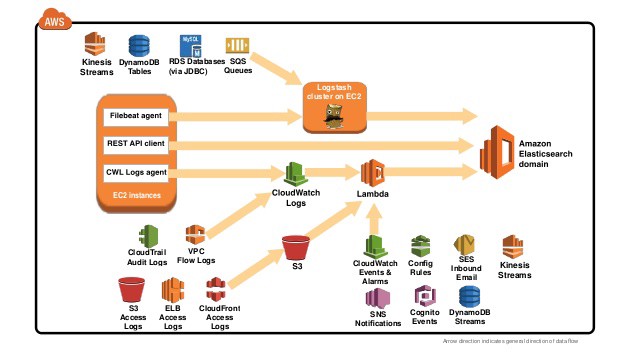 AWS
Kinesis
Streams
DynamoDB
Tables
MySQL
RDS Databases
(via JDBC)
SQS
Queues
Logstash
cluster on EC2
Filebeat agent
REST API client
CWL Logs agent
EC2 instances
Amazon
Elasticsearch
domain
CloudWatch
Logs
Lambda
CloudTrail
Audit Logs
VPC
Flow Logs
S3
CloudWatch
Events &
Alarms
Config
Rules
SES
Inbound
Email
Kinesis
Streams
S3
Access
Logs
ELB
Access
Logs
CloudFront
Access
Logs
SNS
Notifications
Cognito
Events
DynamoDB
Streams
Arrow direction indicates general direction of data flow